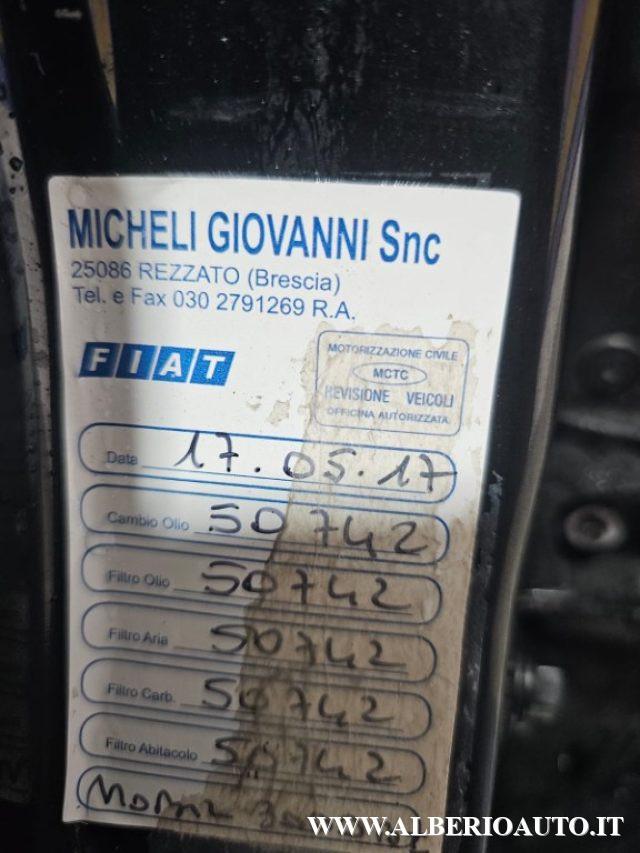 MICHELI GIOVANNI Snc
25086 REZZATO (Brescia)
Tel. e Fax 030 2791269 R.A.
FIAT
MOTORIZZAZIONE CIVILE
MCTC
REVISIONE VEICOLI
OFFICINA AUTORIZZATA
Data 17.05.17
Cambio Olio 50742
Filtro Olio 50742
Filtro Aria 50742
Filtro Carb. 50742
Filtro Abitacolo 50742
WWW.ALBERIOAUTO.IT